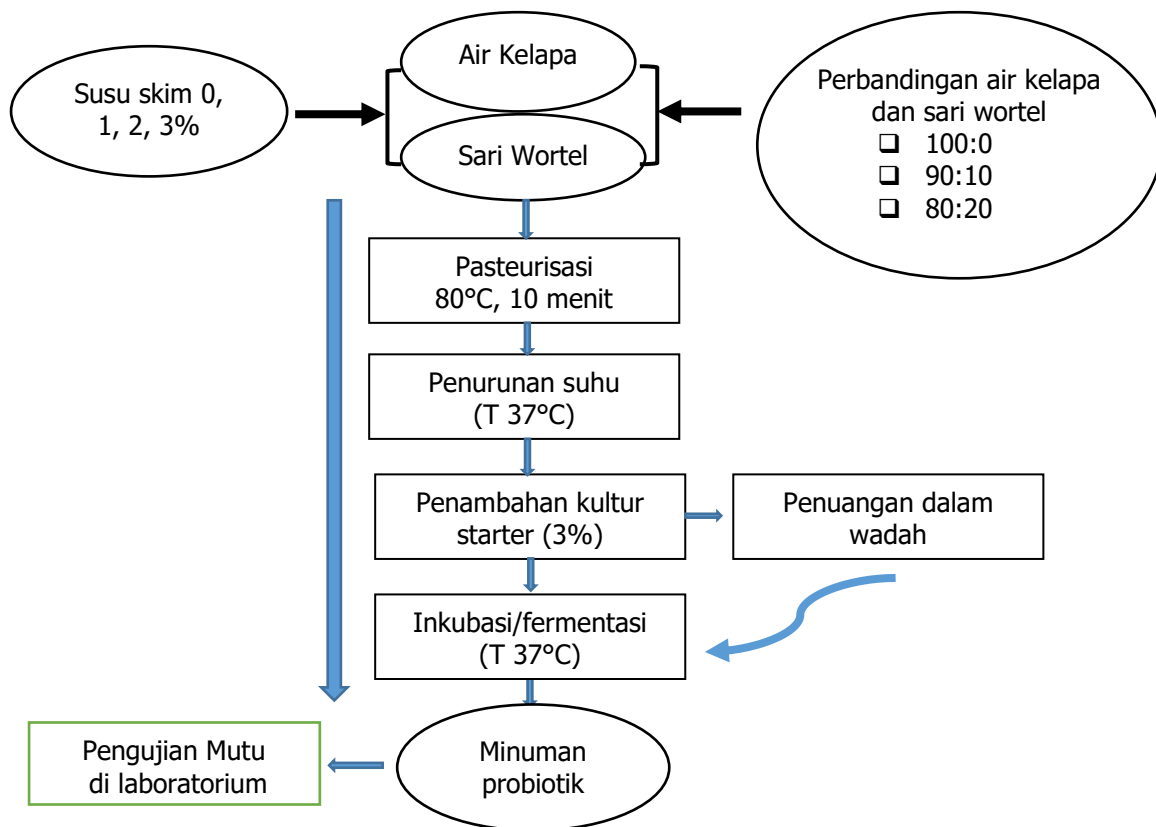 Air Kelapa
Susu skim 0,
1, 2, 3%
Sari Wortel
Perbandingan air kelapa
dan sari wortel
❑ 100:0
❑ 90:10
❑ 80:20
Pasteurisasi
80°C, 10 menit
Penurunan suhu
(T 37°C)
Penambahan kultur
starter (3%)
Penuangan dalam
wadah
Inkubasi/fermentasi
(T 37°C)
Minuman
probiotik
Pengujian Mutu
di laboratorium